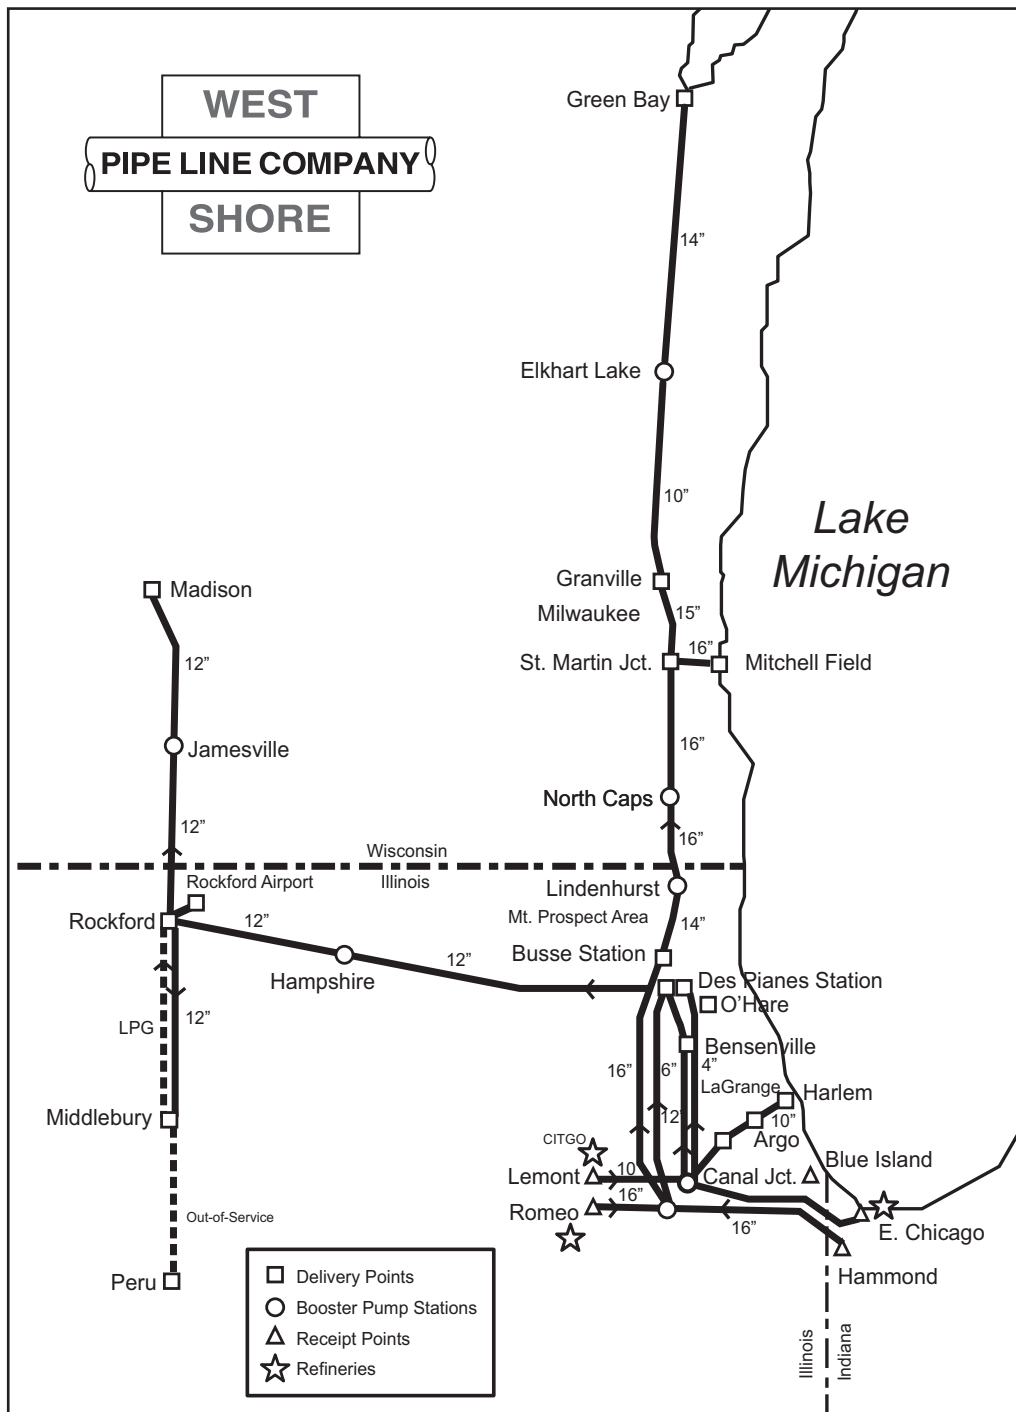 WEST
PIPE LINE COMPANY
SHORE
Green Bay
14”
Elkhart Lake
10”
Lake
Michigan
Granville
Milwaukee
15”
Madison
12”
St. Martin Jct.
16”
Mitchell Field
Jamesville
16”
North Caps
12”
16”
Wisconsin
Illinois
Rockford Airport
Lindenhurst
Rockford
12”
Mt. Prospect Area
14”
Busse Station
12”
Hampshire
Des Pianes Station
O’Hare
12”
LPG
Bensenville
16”
6”
4”
LaGrange
Harlem
Middlebury
12”
10”
Argo
CITGO
Blue Island
Lemont
10
Canal Jct.
Romeo
16”
16”
E. Chicago
Out-of-Service
Hammond
Peru
Delivery Points
Booster Pump Stations
Receipt Points
Refineries
Illinois
Indiana